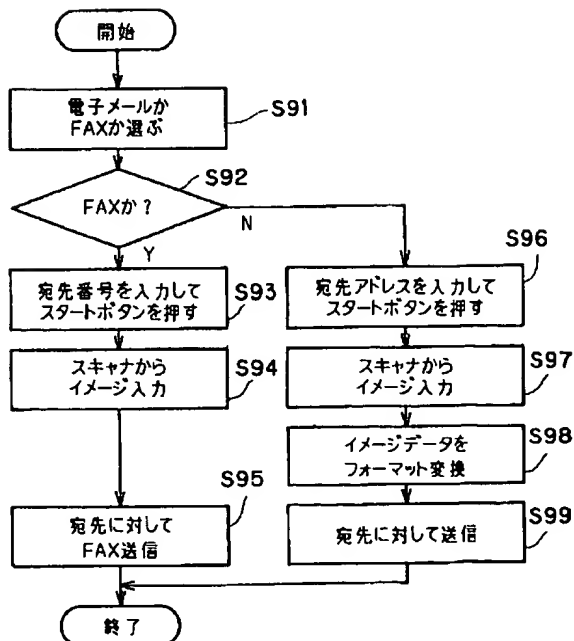 開始
電子メールか
FAXか選ぶ
S91
FAXか?
S92
Y
N
宛先番号を入力して
スタートボタンを押す
S93
スキャナから
イメージ入力
S94
宛先に対して
FAX送信
S95
宛先アドレスを入力して
スタートボタンを押す
S96
スキャナから
イメージ入力
S97
イメージデータを
フォーマット変換
S98
宛先に対して送信
S99
終了